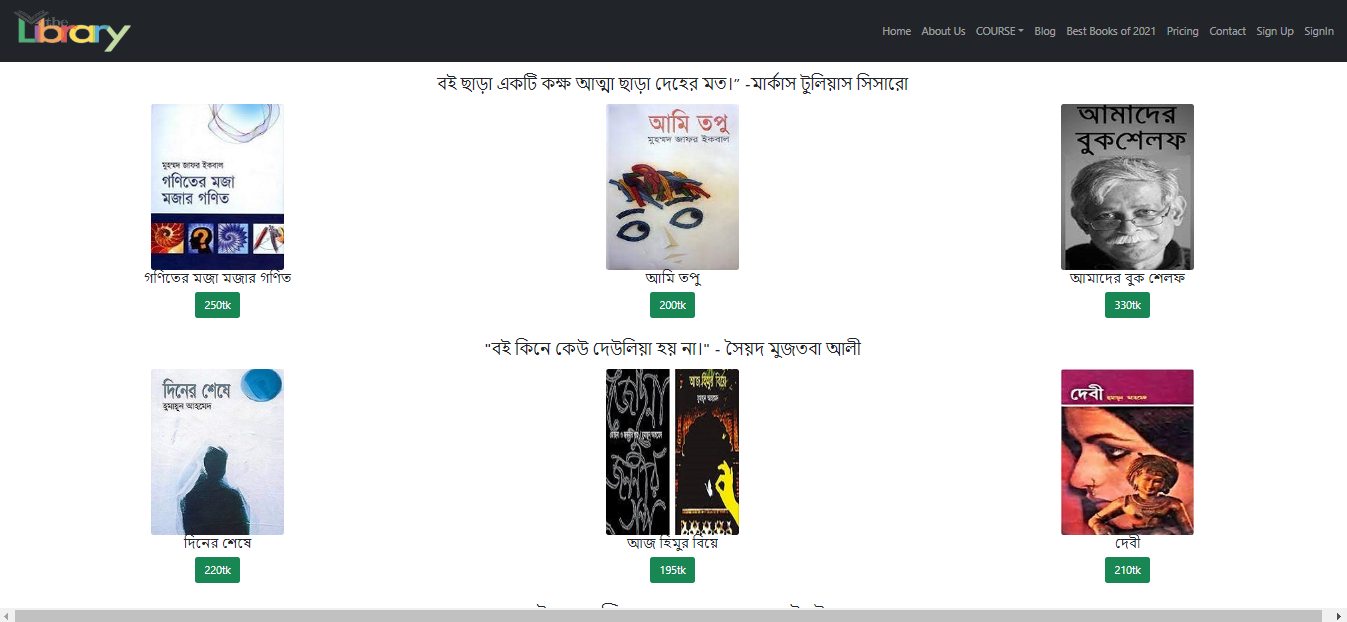 the
Library
Home About Us COURSE Blog Best Books of 2021 Pricing Contact Sign Up SignIn
বই ছাড়া একটি কক্ষ আত্মা ছাড়া দেহের মত।” -মার্কাস টুলিয়াস সিসারো
মুহম্মদ জাফর ইকবাল
গণিতের মজা
মজার গণিত
আমি তপু
মুহম্মদ জাফর ইকবাল
আমাদের
বুকশেলফ
গণিতের মজা মজার গণিত
আমি তপু
আমাদের বুক শেলফ
250tk
200tk
330tk
"বই কিনে কেউ দেউলিয়া হয় না।" - সৈয়দ মুজতবা আলী
দিনের শেষে
হুমায়ূন আহমেদ
আজ হিমুর বিয়ে
হুমায়ূন আহমেদ
জননীর
গল্প
দেবী হুমায়ূন আহমেদ
দিনের শেষে
আজ হিমুর বিয়ে
দেবী
220tk
195tk
210tk